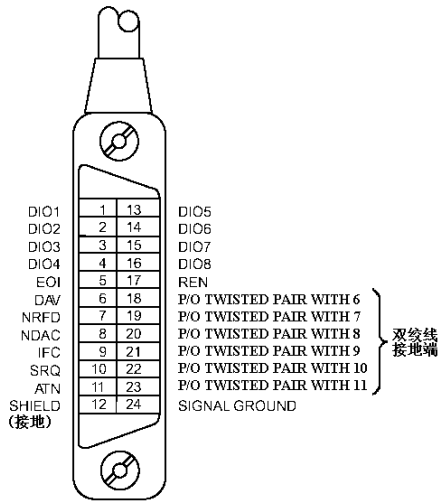 DIO1 1 13 DIO5
DIO2 2 14 DIO6
DIO3 3 15 DIO7
DIO4 4 16 DIO8
EOI 5 17 REN
DAV 6 18 P/O TWISTED PAIR WITH 6
NRFD 7 19 P/O TWISTED PAIR WITH 7
NDAC 8 20 P/O TWISTED PAIR WITH 8
IFC 9 21 P/O TWISTED PAIR WITH 9
SRQ 10 22 P/O TWISTED PAIR WITH 10
ATN 11 23 P/O TWISTED PAIR WITH 11
SHIELD 12 24 SIGNAL GROUND
(接地)
双绞线
接地端